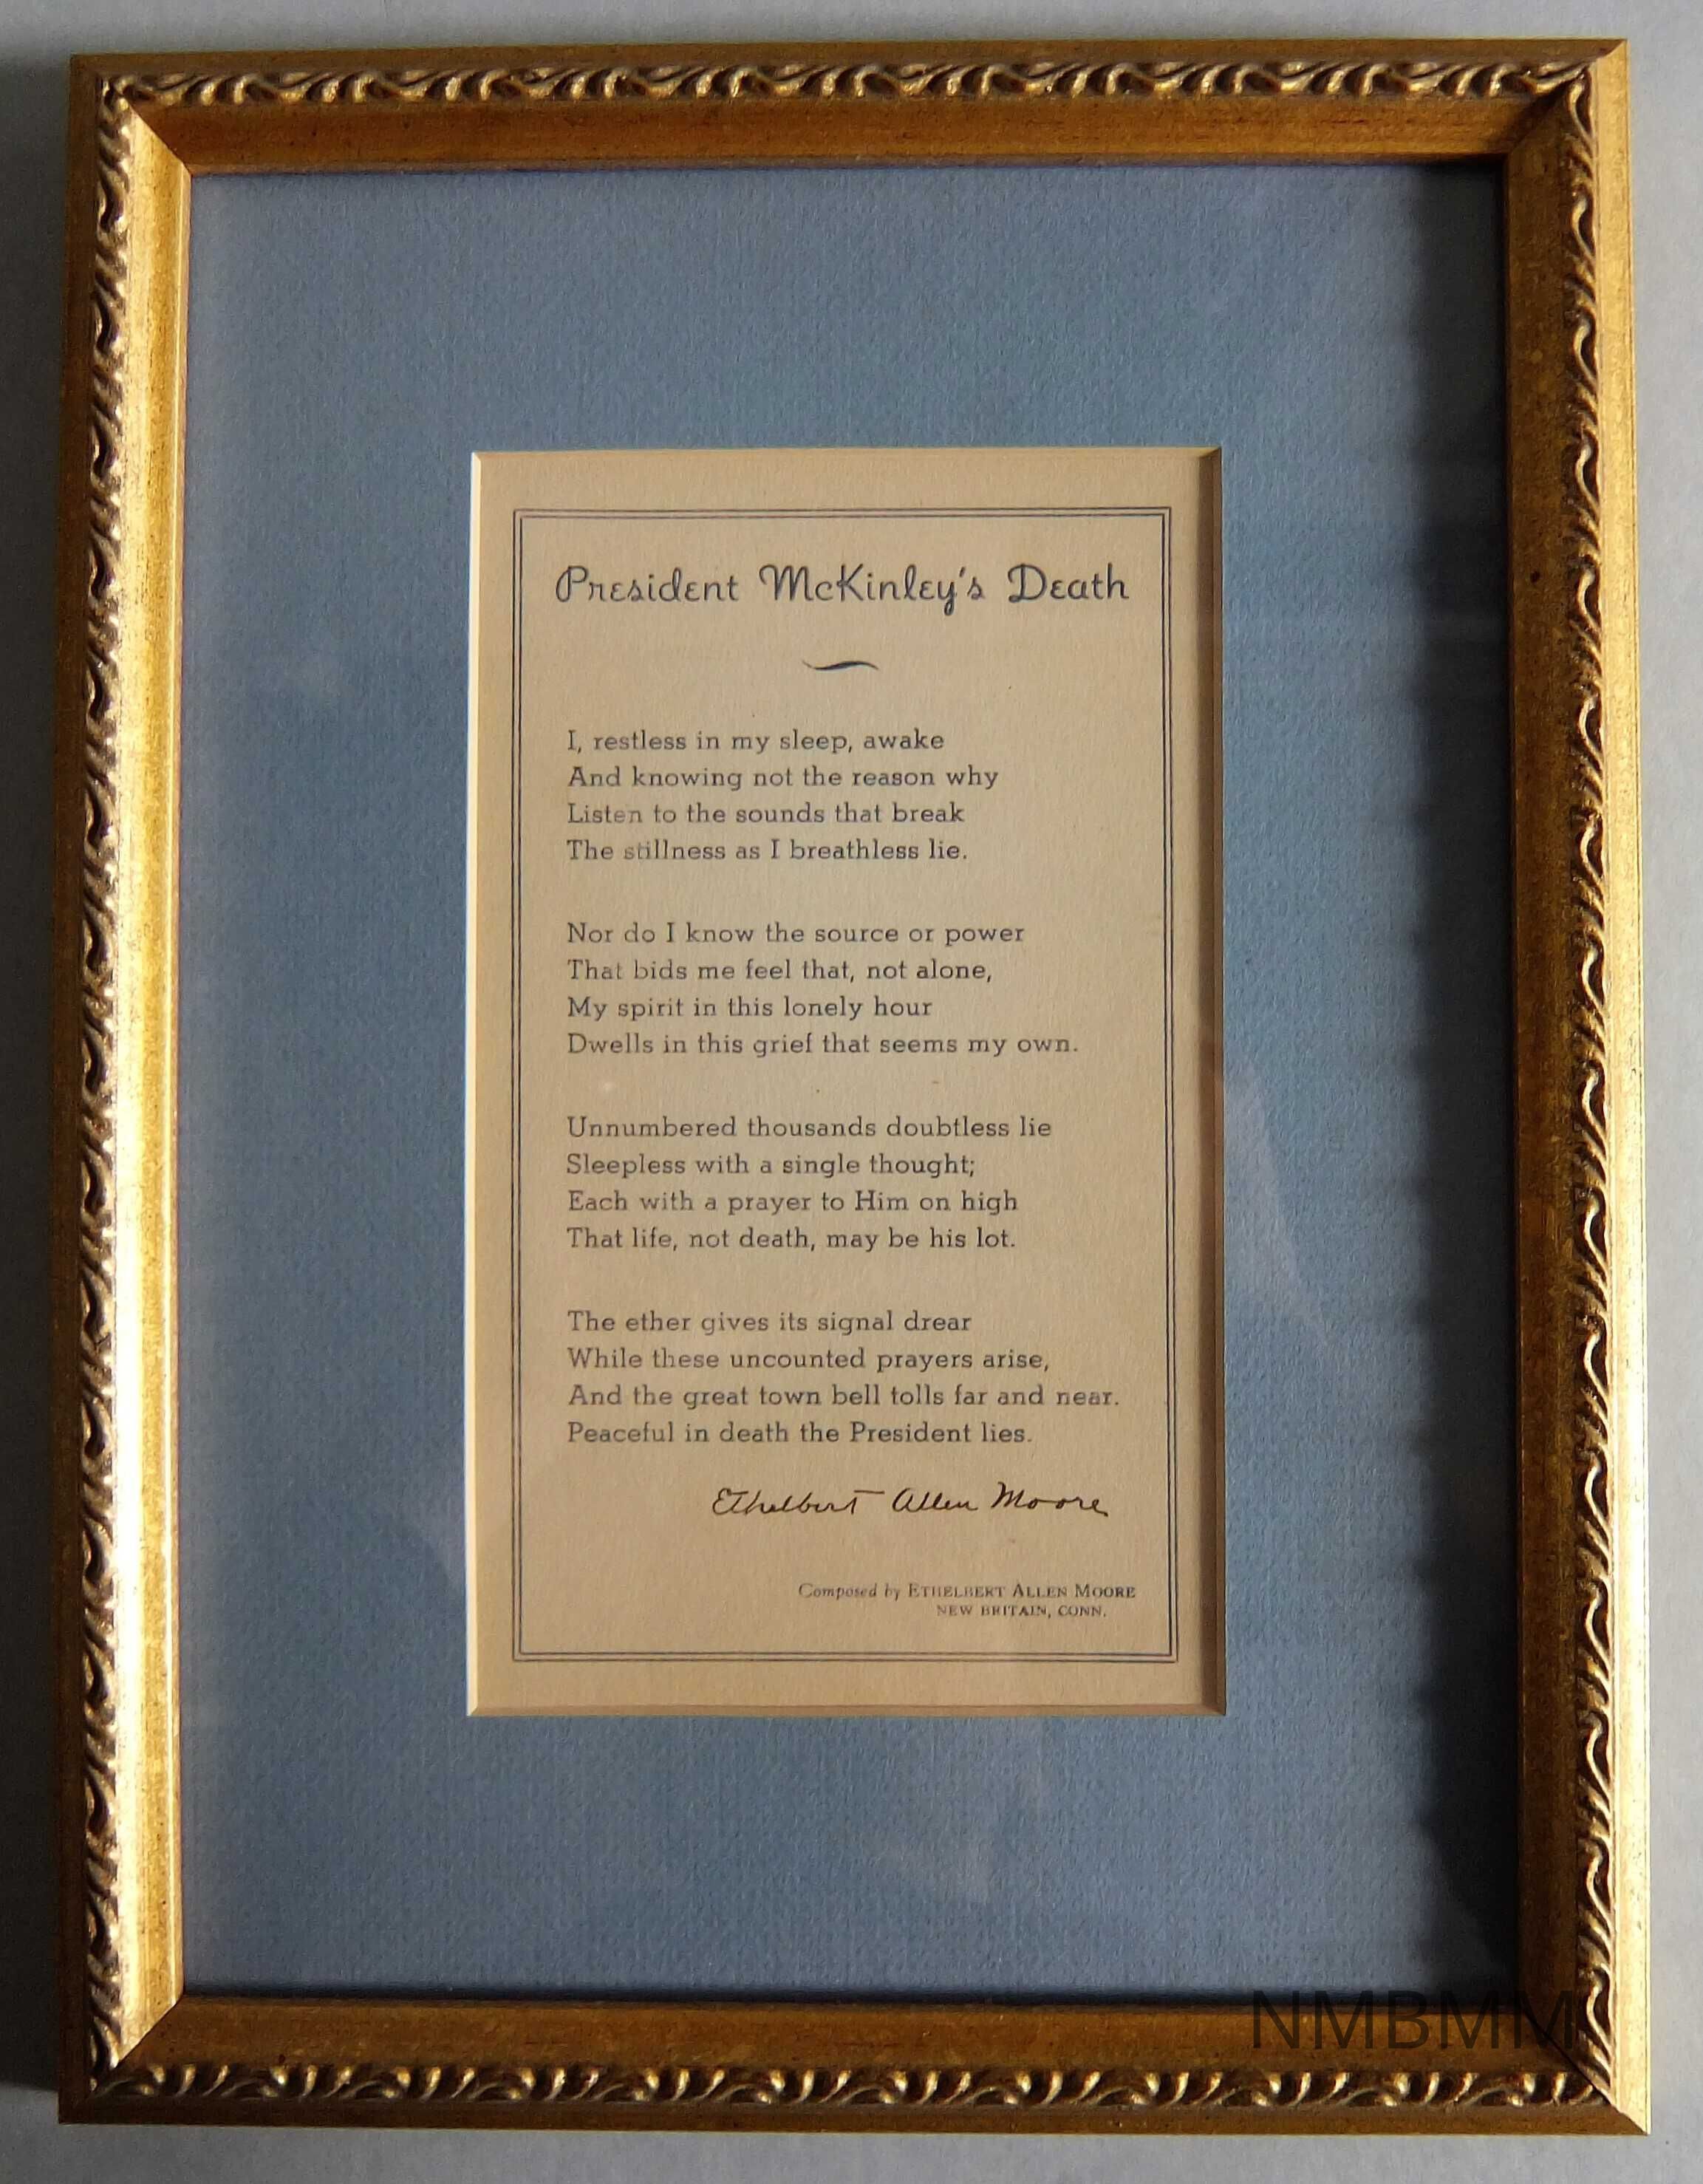 President McKinley's Death
I, restless in my sleep, awake
And knowing not the reason why
Listen to the sounds that break
The stillness as I breathless lie.
Nor do I know the source or power
That bids me feel that, not alone,
My spirit in this lonely hour
Dwells in this grief that seems my own.
Unnumbered thousands doubtless lie
Sleepless with a single thought;
Each with a prayer to Him on high
That life, not death, may be his lot.
The ether gives its signal drear
While these uncounted prayers arise,
And the great town bell tolls far and near.
Peaceful in death the President lies.
Ethelbert Allen Moore
Composed by ETHELBERT ALLEN MOORE
NEW BRITAIN, CONN.
NMBMM